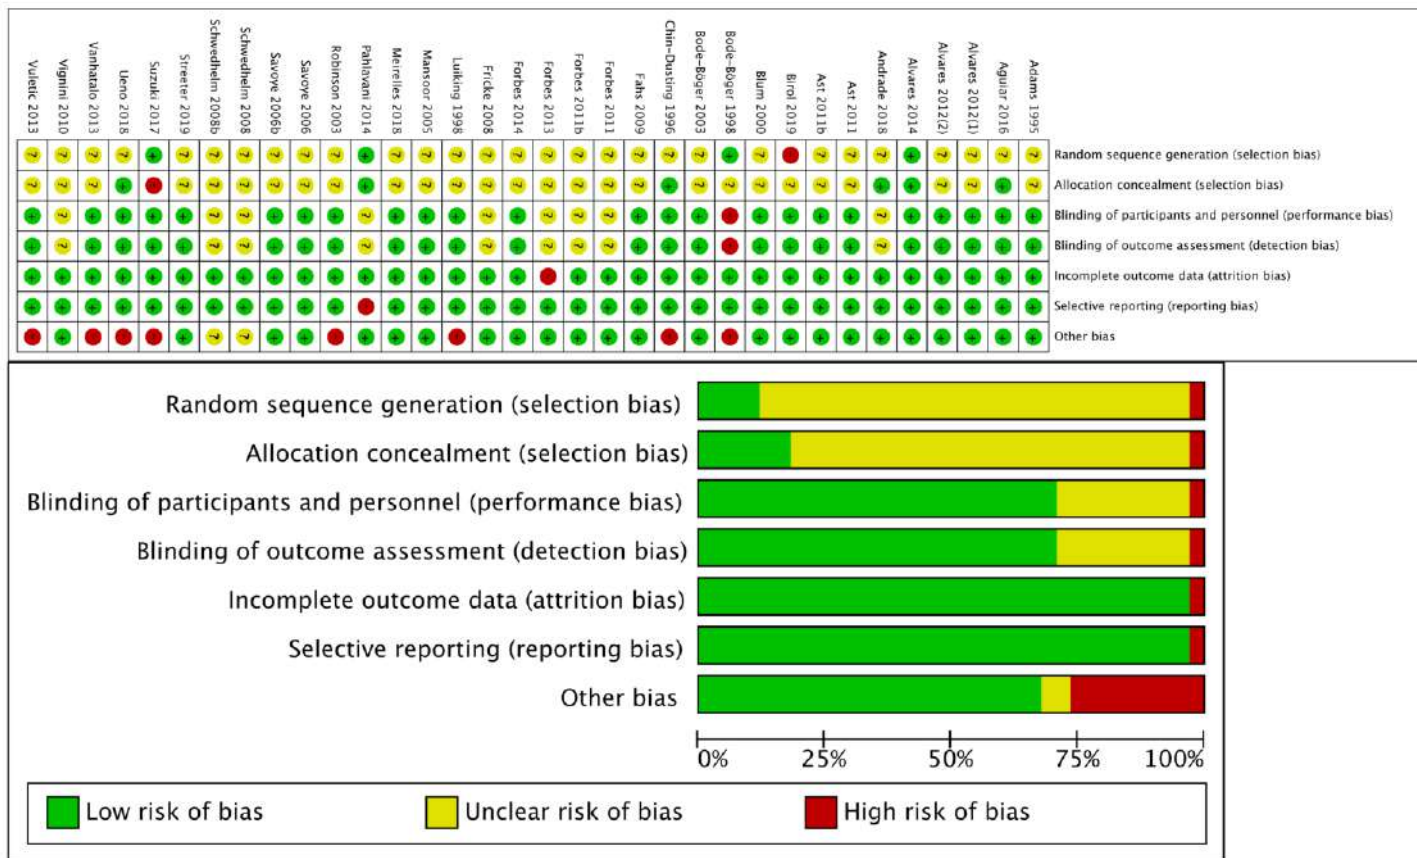 Vuletic 2013
Vignini 2010
Vanhatalo 2013
Ueno 2018
Suzuki 2017
Streeter 2019
Schwedhelm 2008b
Schwedhelm 2008
Savoye 2006b
Savoye 2006
Robinson 2003
Pahlavani 2014
Meirelles 2018
Mansoor 2005
Luiking 1998
Fricke 2008
Forbes 2014
Forbes 2013
Forbes 2011b
Forbes 2011
Fahs 2009
Chin-Dusting 1996
Bode-Böger 2003
Bode-Böger 1998
Blum 2000
Birol 2019
Ast 2011b
Ast 2011
Andrade 2018
Alvares 2014
Alvares 2012(2)
Alvares 2012(1)
Aguiar 2016
Adams 1995
? ? ? ? + ? ? ? ? ? ? + ? ? ? ? ? ? ? ? ? ? ? + ? - ? ? ? + ? ? ? ? Random sequence generation (selection bias)
? ? ? + - ? ? ? ? ? ? + ? ? ? ? ? ? ? ? ? + ? ? ? ? ? ? + + ? ? + ? Allocation concealment (selection bias)
+ ? + + + + ? ? + + + ? + + + ? + ? ? ? + + + - + + + + ? + + + + + Blinding of participants and personnel (performance bias)
+ ? + + + + ? ? + + + ? + + + ? + ? ? ? + + + - + + + + ? + + + + + Blinding of outcome assessment (detection bias)
+ + + + + + + + + + + + + + + + + - + + + + + + + + + + + + + + + + Incomplete outcome data (attrition bias)
+ + + + + + + + + + + - + + + + + + + + + + + + + + + + + + + + + + Selective reporting (reporting bias)
- + - - - + ? ? + + - + + + - + + + + + + - + - + + + + + + + + + + Other bias
Random sequence generation (selection bias)
Allocation concealment (selection bias)
Blinding of participants and personnel (performance bias)
Blinding of outcome assessment (detection bias)
Incomplete outcome data (attrition bias)
Selective reporting (reporting bias)
Other bias
0% 25% 50% 75% 100%
Low risk of bias Unclear risk of bias High risk of bias